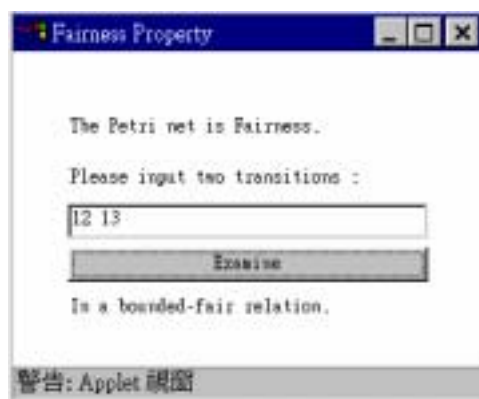 Fairness Property
The Petri net is Fairness.
Please input two transitions :
12 13
Examine
In a bounded-fair relation.
警告: Applet 視窗